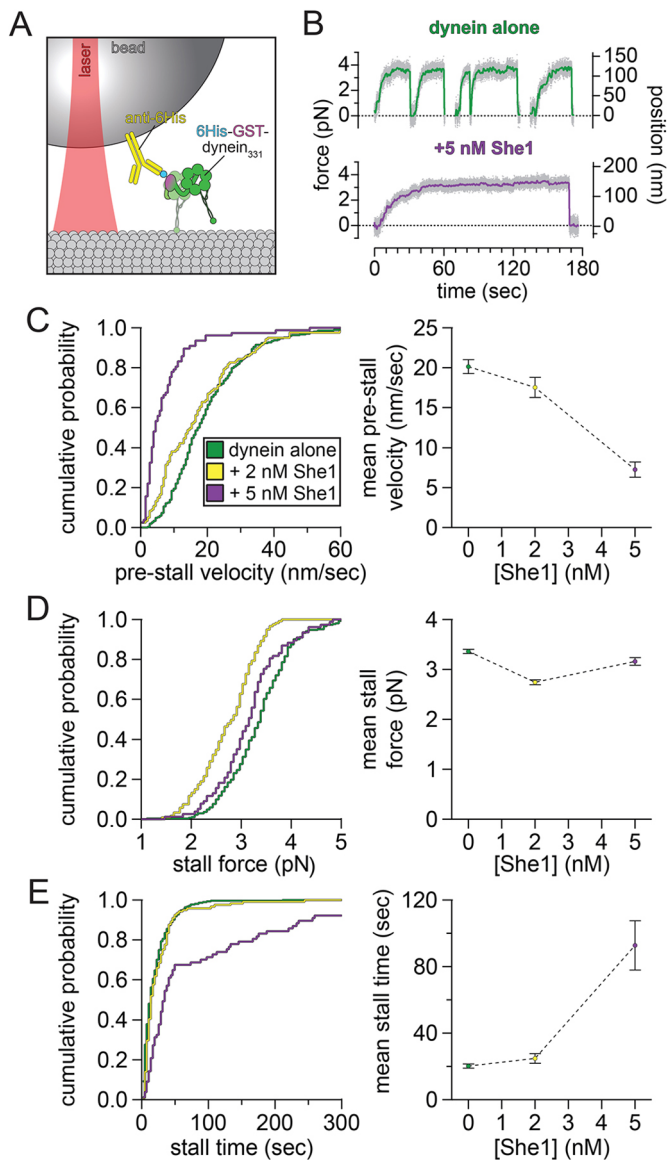 A
laser
bead
anti-6His
6His-GST-
dynein331
B
dynein alone
force (pN)
4
2
0
150
100
50
0
position (nm)
+5 nM She1
4
2
0
200
100
0
0
60
120
180
time (sec)
C
cumulative probability
1.0
0.8
0.6
0.4
0.2
0.0
0
20
40
60
pre-stall velocity (nm/sec)
dynein alone
+ 2 nM She1
+ 5 nM She1
mean pre-stall
velocity (nm/sec)
25
20
15
10
5
0
0 1 2 3 4 5
[She1] (nM)
D
cumulative probability
1.0
0.8
0.6
0.4
0.2
0.0
1 2 3 4 5
stall force (pN)
mean stall
force (pN)
4
3
2
1
0
0 1 2 3 4 5
[She1] (nM)
E
cumulative probability
1.0
0.8
0.6
0.4
0.2
0.0
0 100 200 300
stall time (sec)
mean stall time (sec)
120
80
40
0
0 1 2 3 4 5
[She1] (nM)